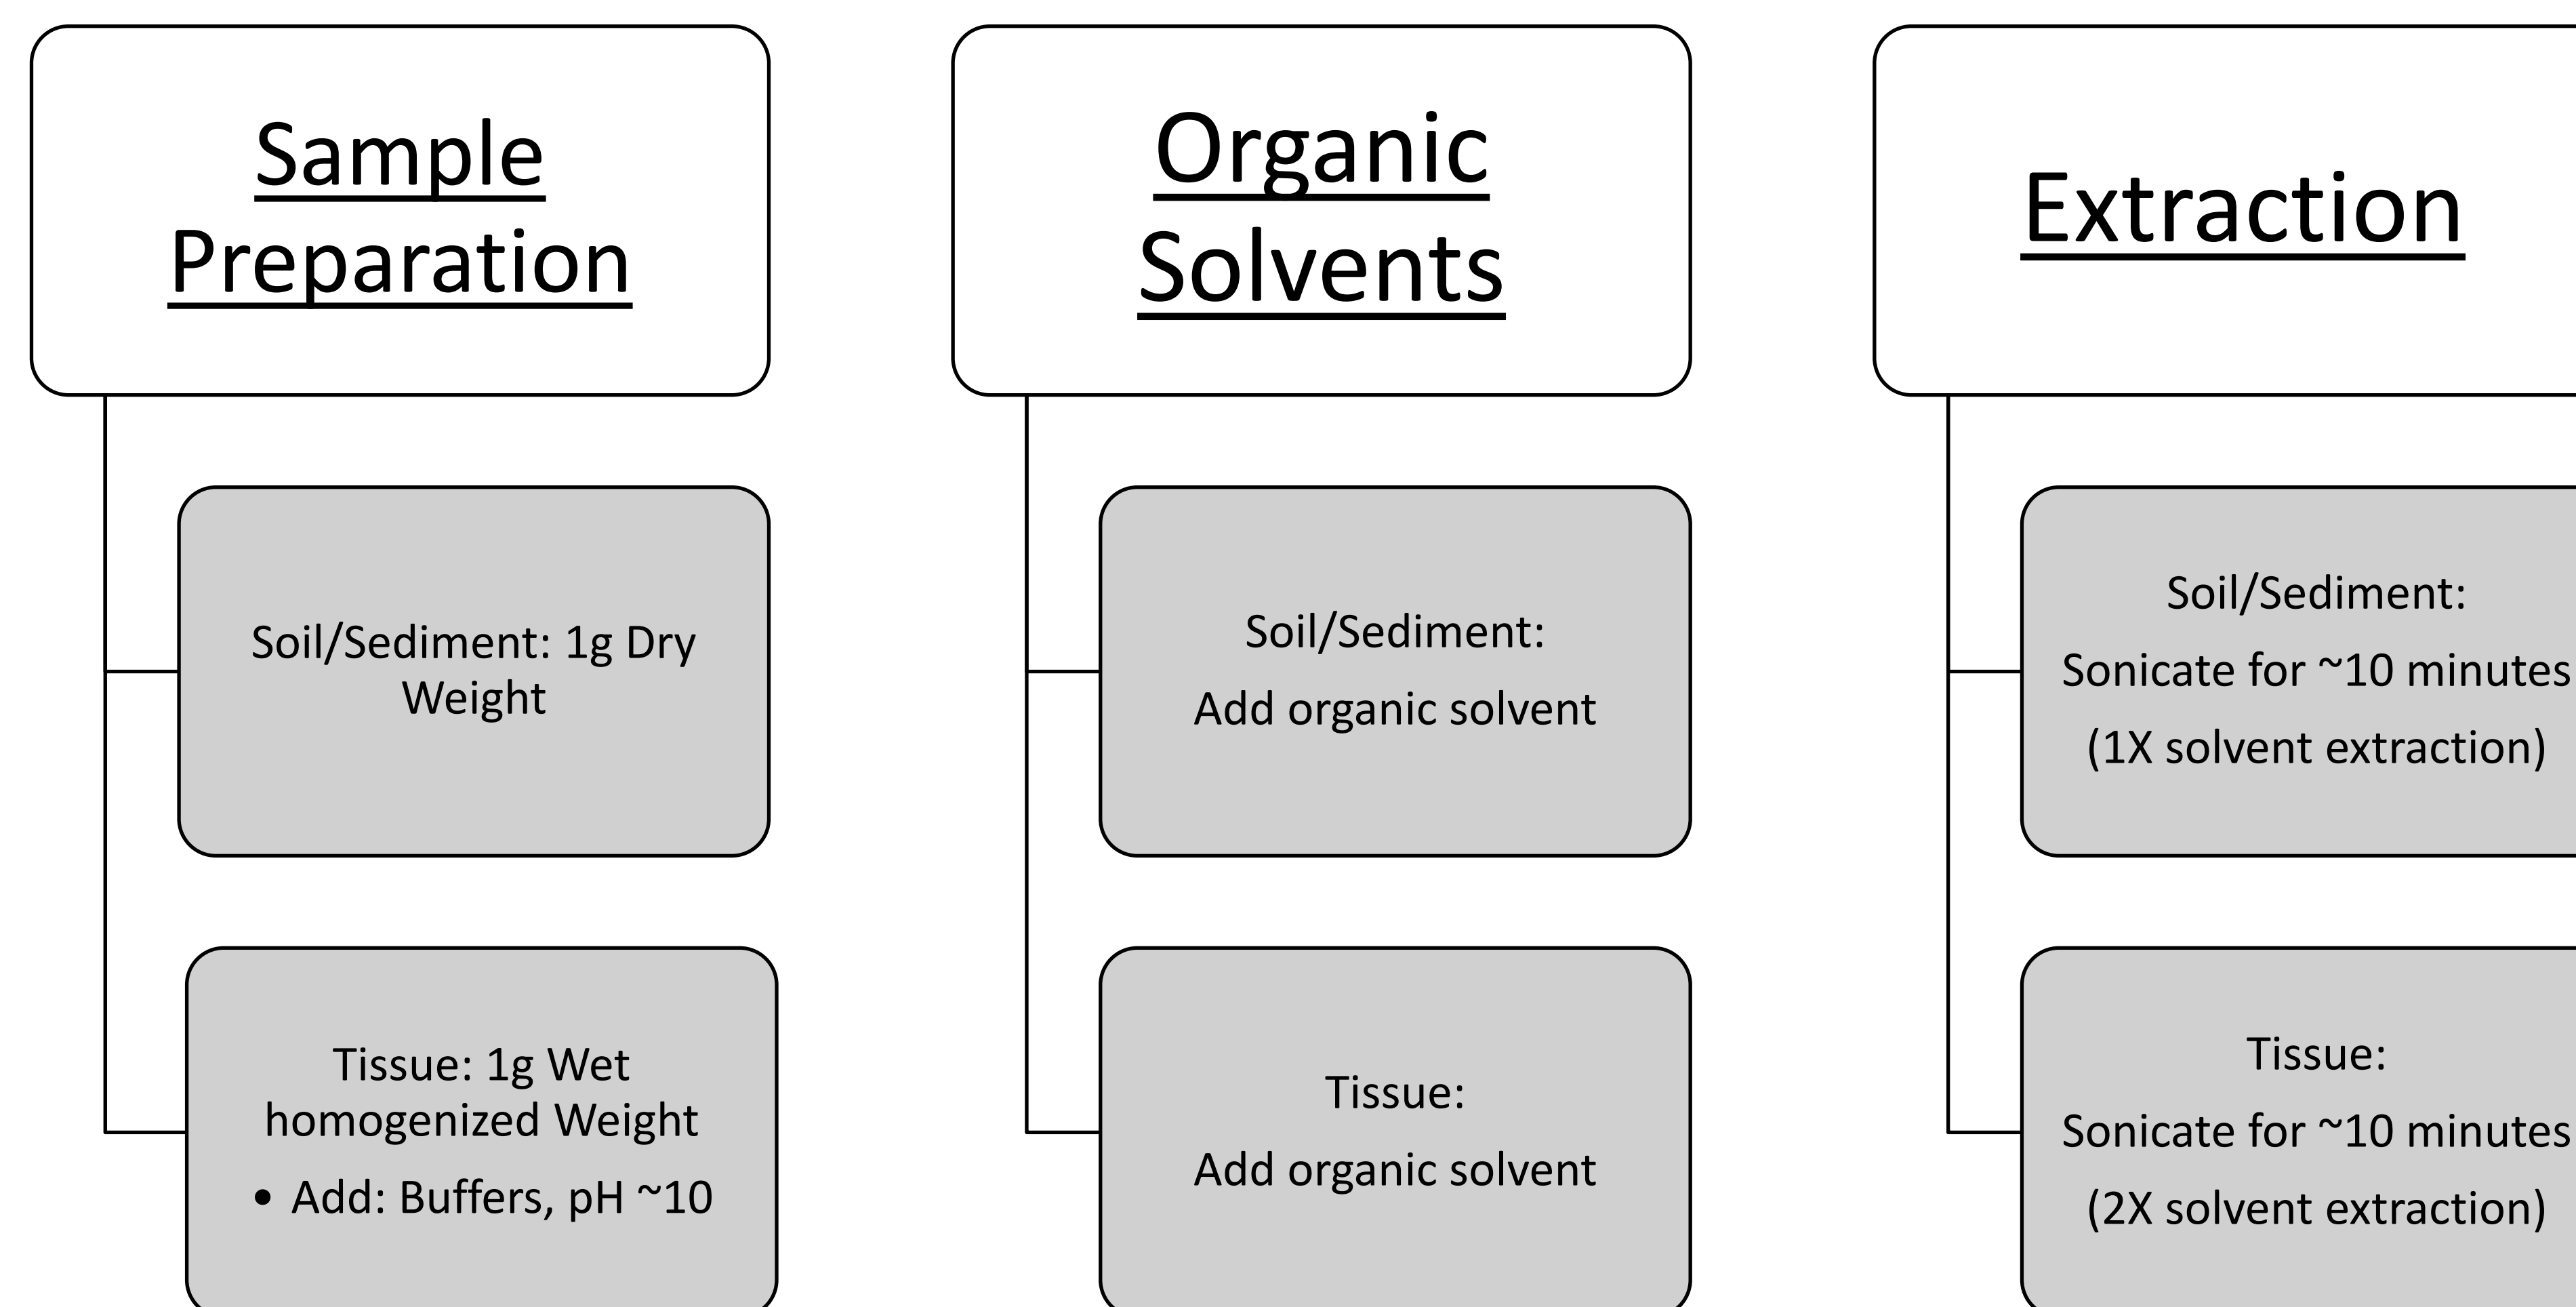 Sample
Preparation
Soil/Sediment: 1g Dry
Weight
Tissue: 1g Wet
homogenized Weight
• Add: Buffers, pH ~10
Organic
Solvents
Soil/Sediment:
Add organic solvent
Tissue:
Add organic solvent
Extraction
Soil/Sediment:
Sonicate for ~10 minutes
(1X solvent extraction)
Tissue:
Sonicate for ~10 minutes
(2X solvent extraction)